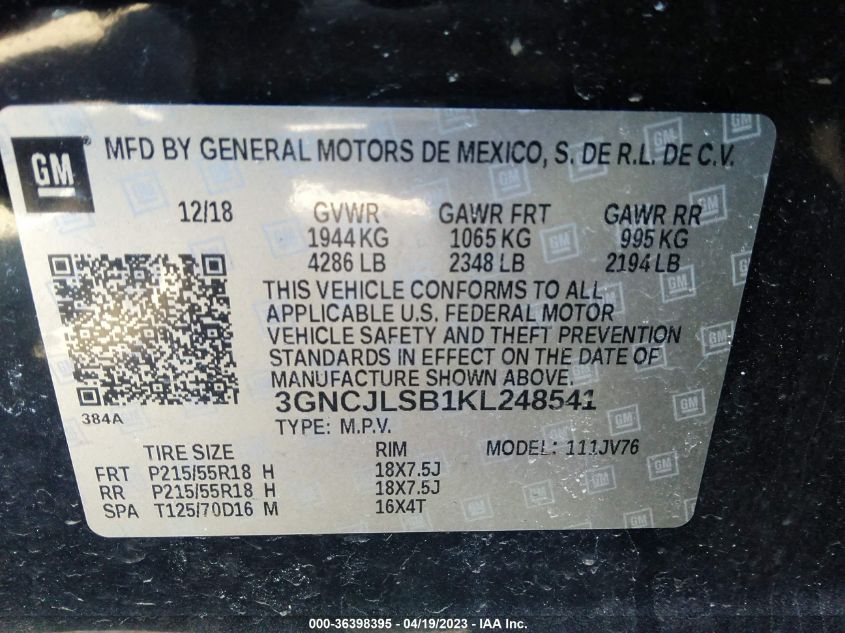 GM
MFD BY GENERAL MOTORS DE MEXICO, S. DE R.L. DE C.V.
12/18 GVWR GAWR FRT GAWR RR
1944 KG 1065 KG 995 KG
4286 LB 2348 LB 2194 LB
THIS VEHICLE CONFORMS TO ALL
APPLICABLE U.S. FEDERAL MOTOR
VEHICLE SAFETY AND THEFT PREVENTION
STANDARDS IN EFFECT ON THE DATE OF
MANUFACTURE SHOWN ABOVE.
3GNCJLSB1KL248541
384A
TYPE: M.P.V.
TIRE SIZE RIM MODEL: 111JV76
FRT P215/55R18 H 18X7.5J
RR P215/55R18 H 18X7.5J
SPA T125/70D16 M 16X4T
000-36398395 - 04/19/2023 - IAA Inc.